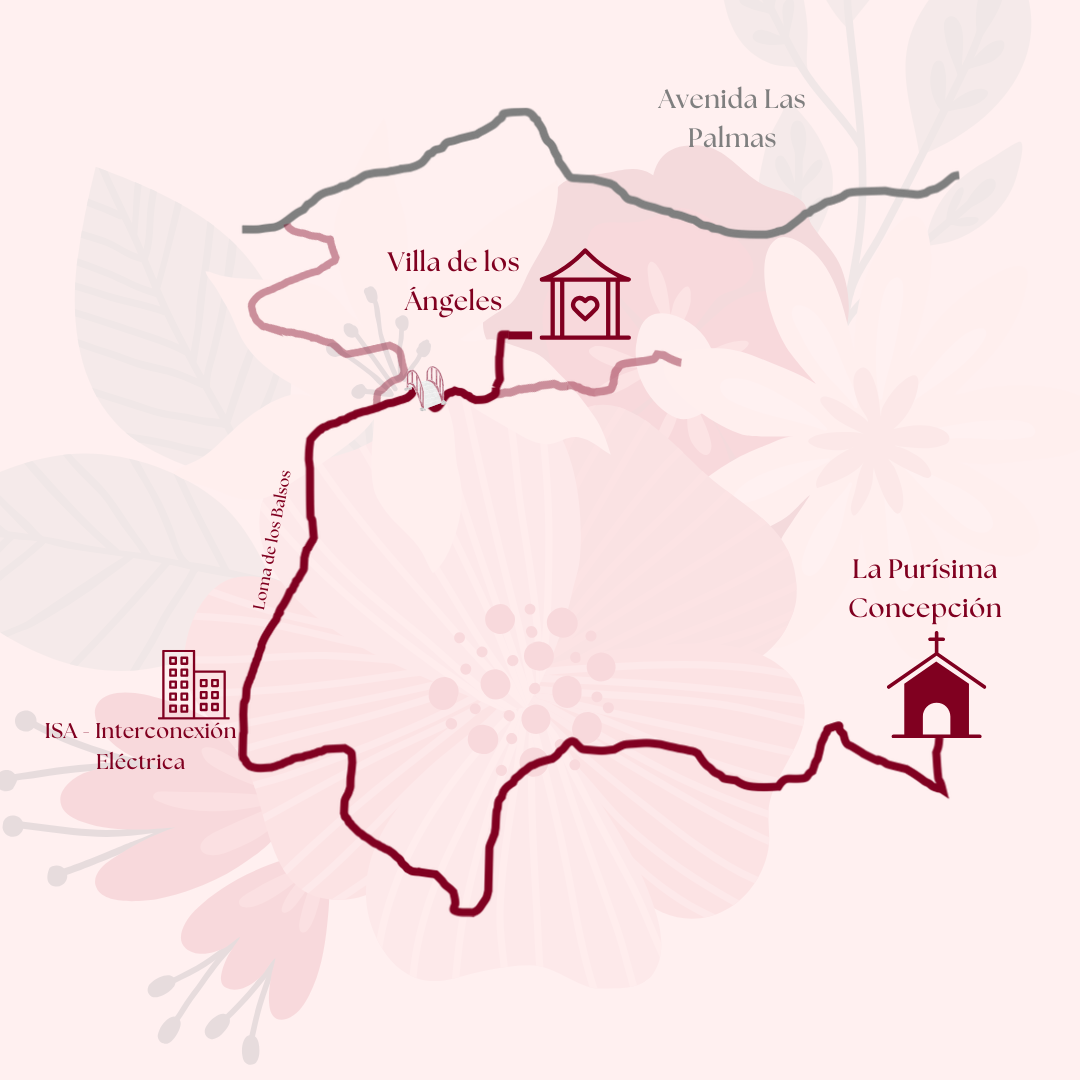 Avenida Las
Palmas
Villa de los
Ángeles
Loma de los Balsos
La Purísima
Concepción
ISA - Interconexión
Eléctrica